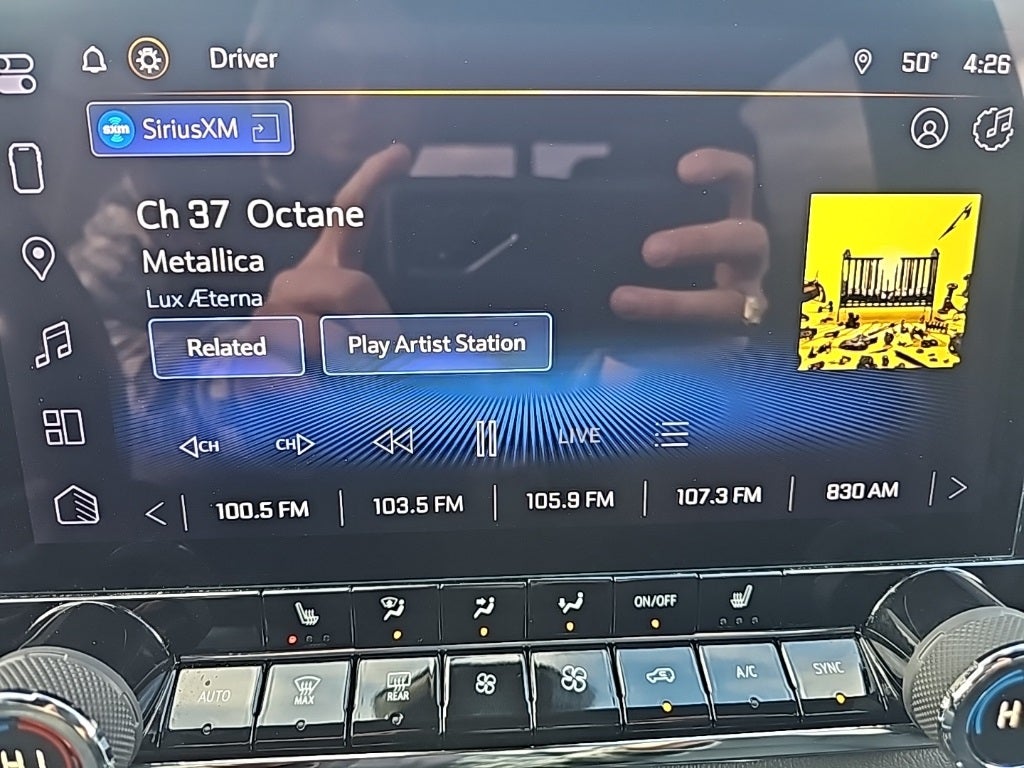 Driver
50° 4:26
sxm SiriusXM
Ch 37 Octane
Metallica
Lux Æterna
Related
Play Artist Station
CH
CH
LIVE
100.5 FM
103.5 FM
105.9 FM
107.3 FM
830 AM
ON/OFF
AUTO
MAX
REAR
A/C
SYNC
H I
H